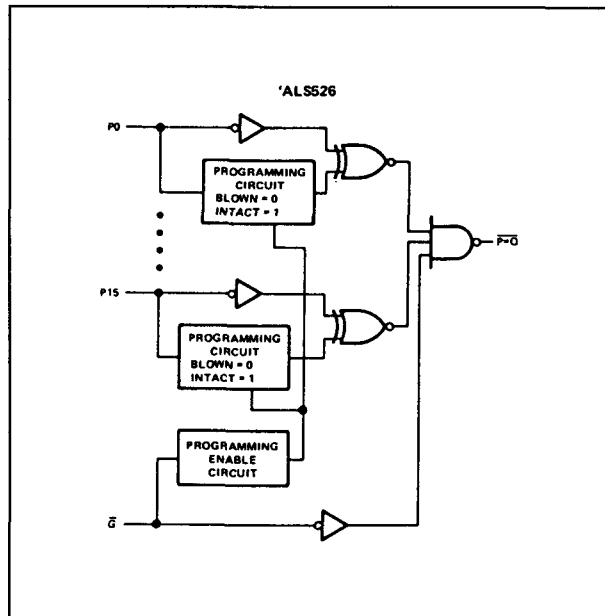 'ALS526
P0
PROGRAMMING
CIRCUIT
BLOWN = 0
INTACT = 1
P15
PROGRAMMING
CIRCUIT
BLOWN = 0
INTACT = 1
PROGRAMMING
ENABLE
CIRCUIT
G̅
P̅=̅Q̅